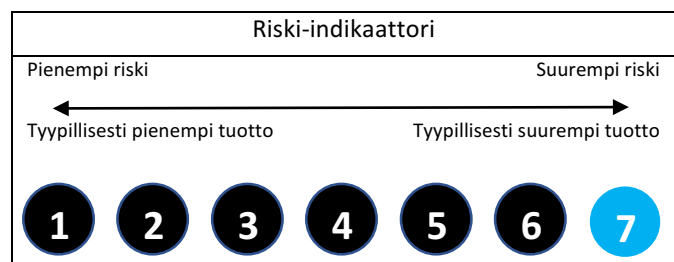 Riski-indikaattori
Pienempi riski Suurempi riski
Tyypillisesti pienempi tuotto Tyypillisesti suurempi tuotto
1 2 3 4 5 6 7